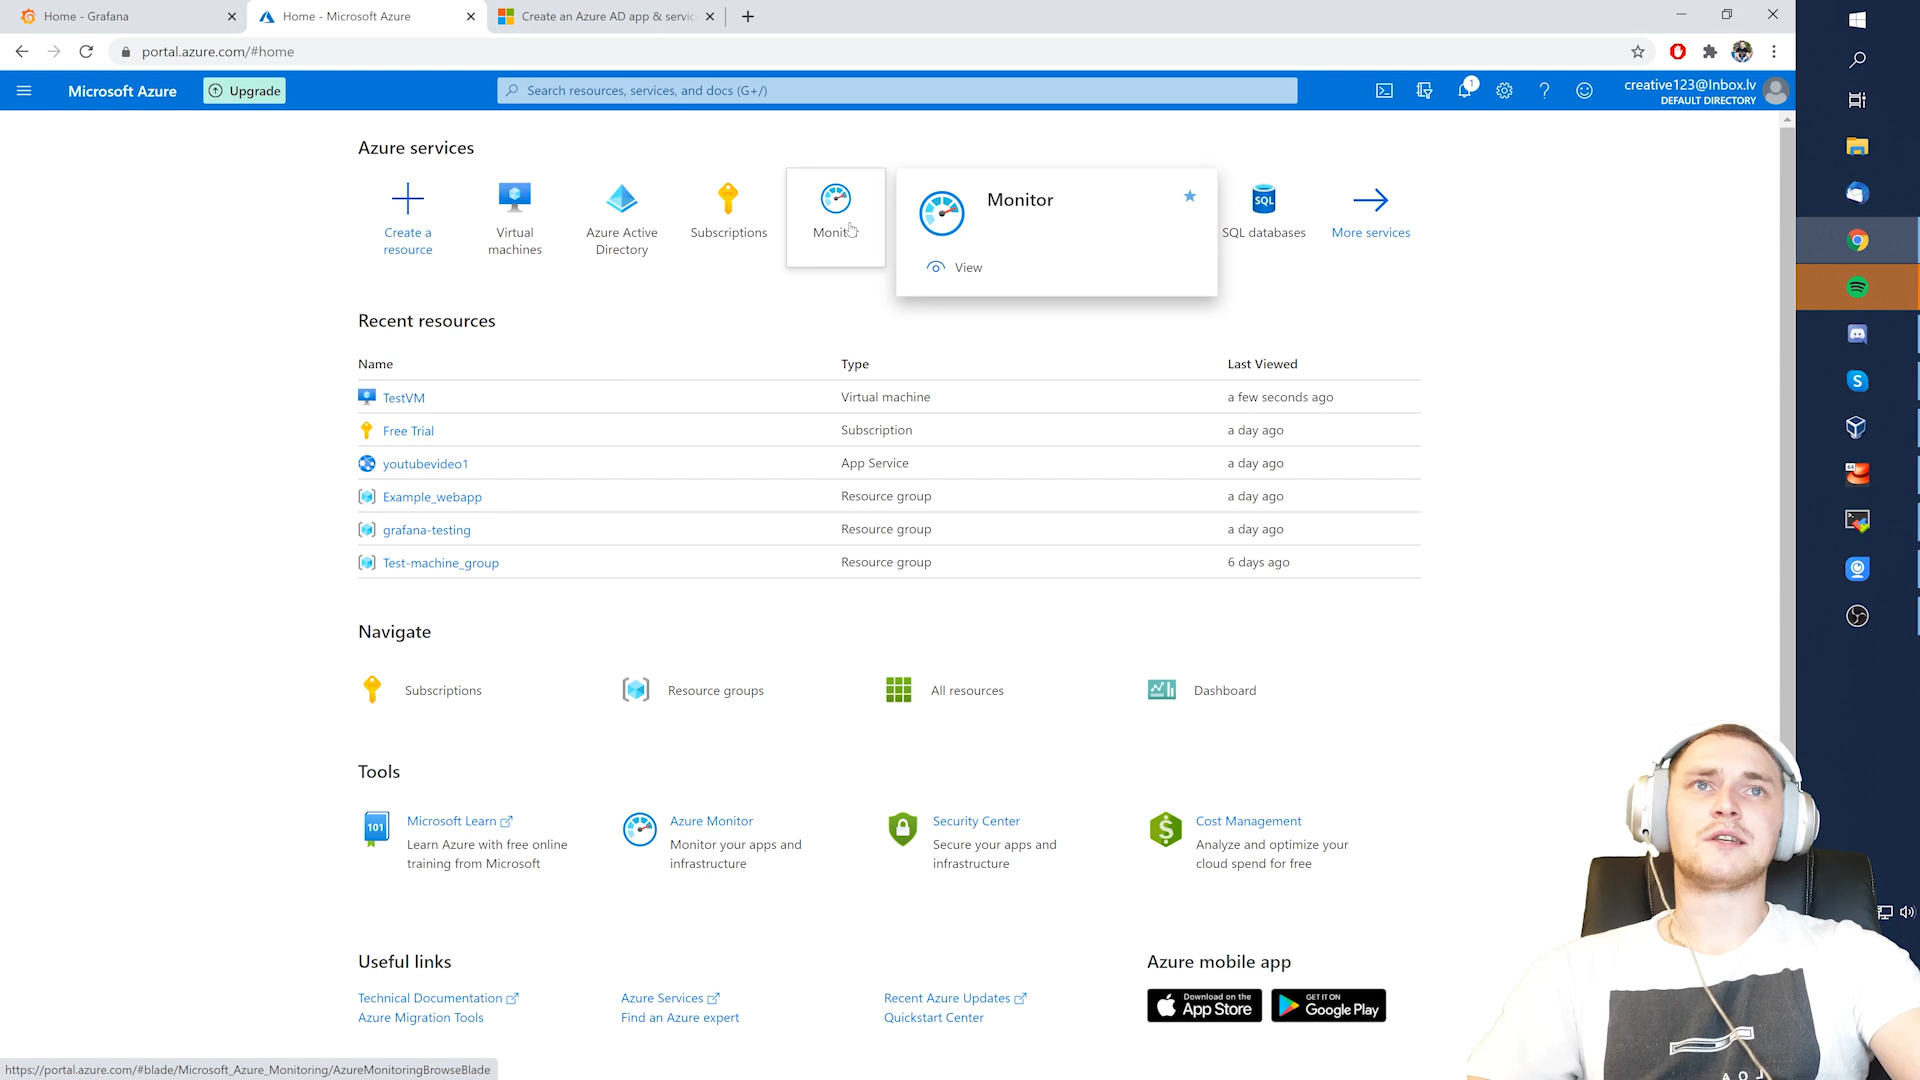 Home - Grafana
Home - Microsoft Azure
Create an Azure AD app & servic
portal.azure.com/#home
Microsoft Azure
Upgrade
Search resources, services, and docs (G+/)
1
creative123@Inbox.lv
DEFAULT DIRECTORY
Azure services
Create a
resource
Virtual
machines
Azure Active
Directory
Subscriptions
Monitor
Monitor
View
SQL
SQL databases
More services
Recent resources
Name
Type
Last Viewed
TestVM
Virtual machine
a few seconds ago
Free Trial
Subscription
a day ago
youtubevideo1
App Service
a day ago
Example_webapp
Resource group
a day ago
grafana-testing
Resource group
a day ago
Test-machine_group
Resource group
6 days ago
Navigate
Subscriptions
Resource groups
All resources
Dashboard
Tools
101
Microsoft Learn
Learn Azure with free online
training from Microsoft
Azure Monitor
Monitor your apps and
infrastructure
Security Center
Secure your apps and
infrastructure
Cost Management
Analyze and optimize your
cloud spend for free
Useful links
Technical Documentation
Azure Migration Tools
Azure Services
Find an Azure expert
Recent Azure Updates
Quickstart Center
Azure mobile app
Download on the
App Store
GET IT ON
Google Play
https://portal.azure.com/#blade/Microsoft_Azure_Monitoring/AzureMonitoringBrowseBlade